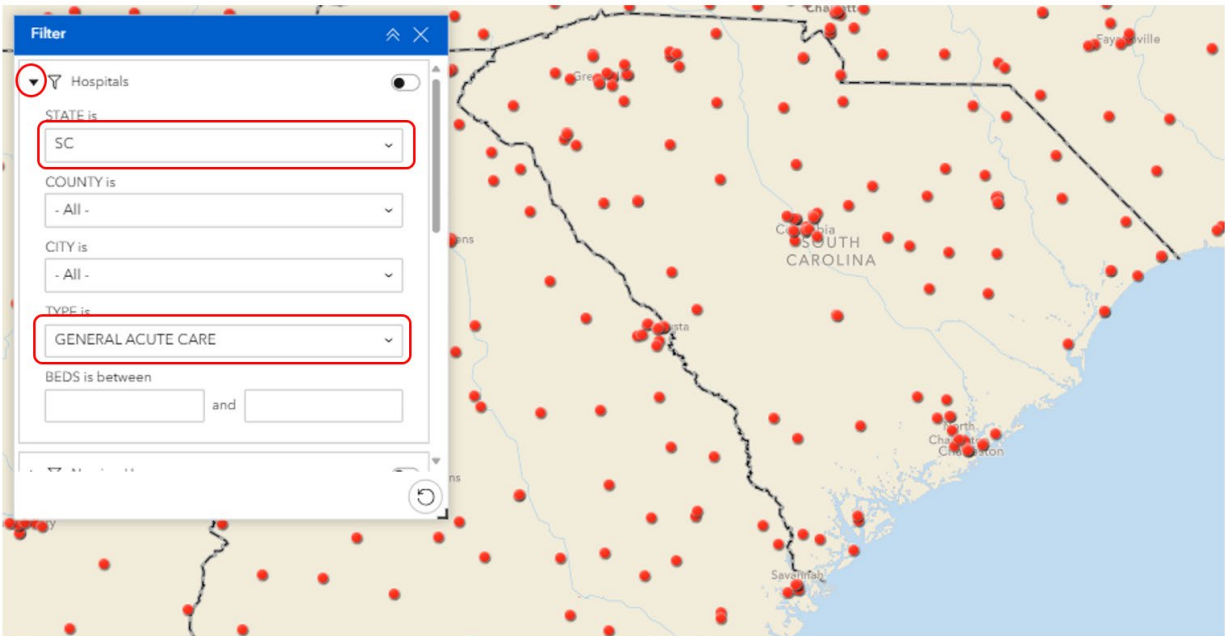 Filter
Hospitals
STATE is
SC
COUNTY is
- All -
CITY is
- All -
TYPE is
GENERAL ACUTE CARE
BEDS is between
and
SOUTH
CAROLINA
Savannah